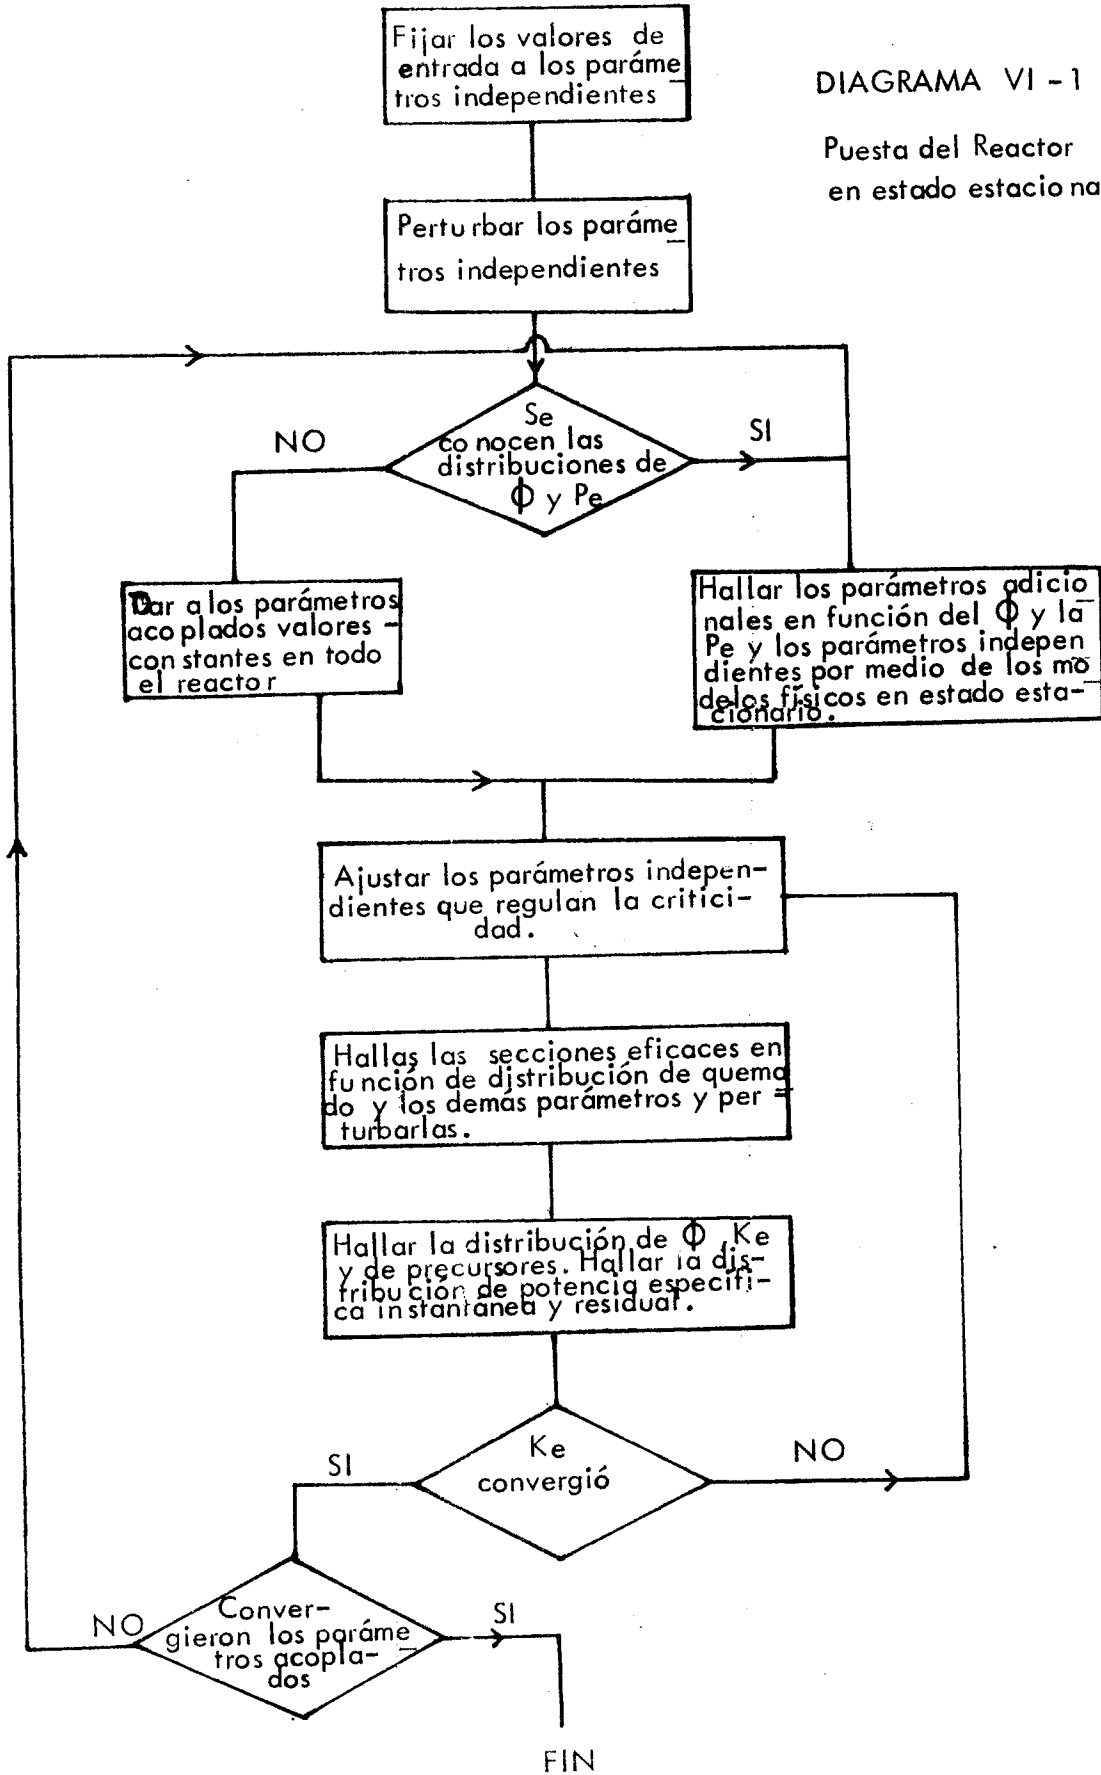 Fijar los valores de
entrada a los paráme_
tros independientes
DIAGRAMA VI - 1
Puesta del Reactor
en estado estaciona
Perturbar los paráme_
tros independientes
Se
conocen las
distribuciones de
ϕ y Pe
NO
SI
Dar a los parámetros
acoplados valores -
constantes en todo
el reactor
Hallar los parámetros adicio_
nales en función del ϕ y la
Pe y los parámetros indepen
dientes por medio de los mo_
delos físicos en estado esta-
cionario.
Ajustar los parámetros indepen-
dientes que regulan la critici-
dad.
Hallas las secciones eficaces en
función de distribución de quema
do y los demás parámetros y per =
turbarlas.
Hallar la distribución de ϕ, Ke
y de precursores. Hallar la dis-
tribución de potencia especifi-
ca instantánea y residual.
Ke
convergió
SI
NO
Conver-
gieron los paráme_
tros acopla-
dos
NO
SI
FIN